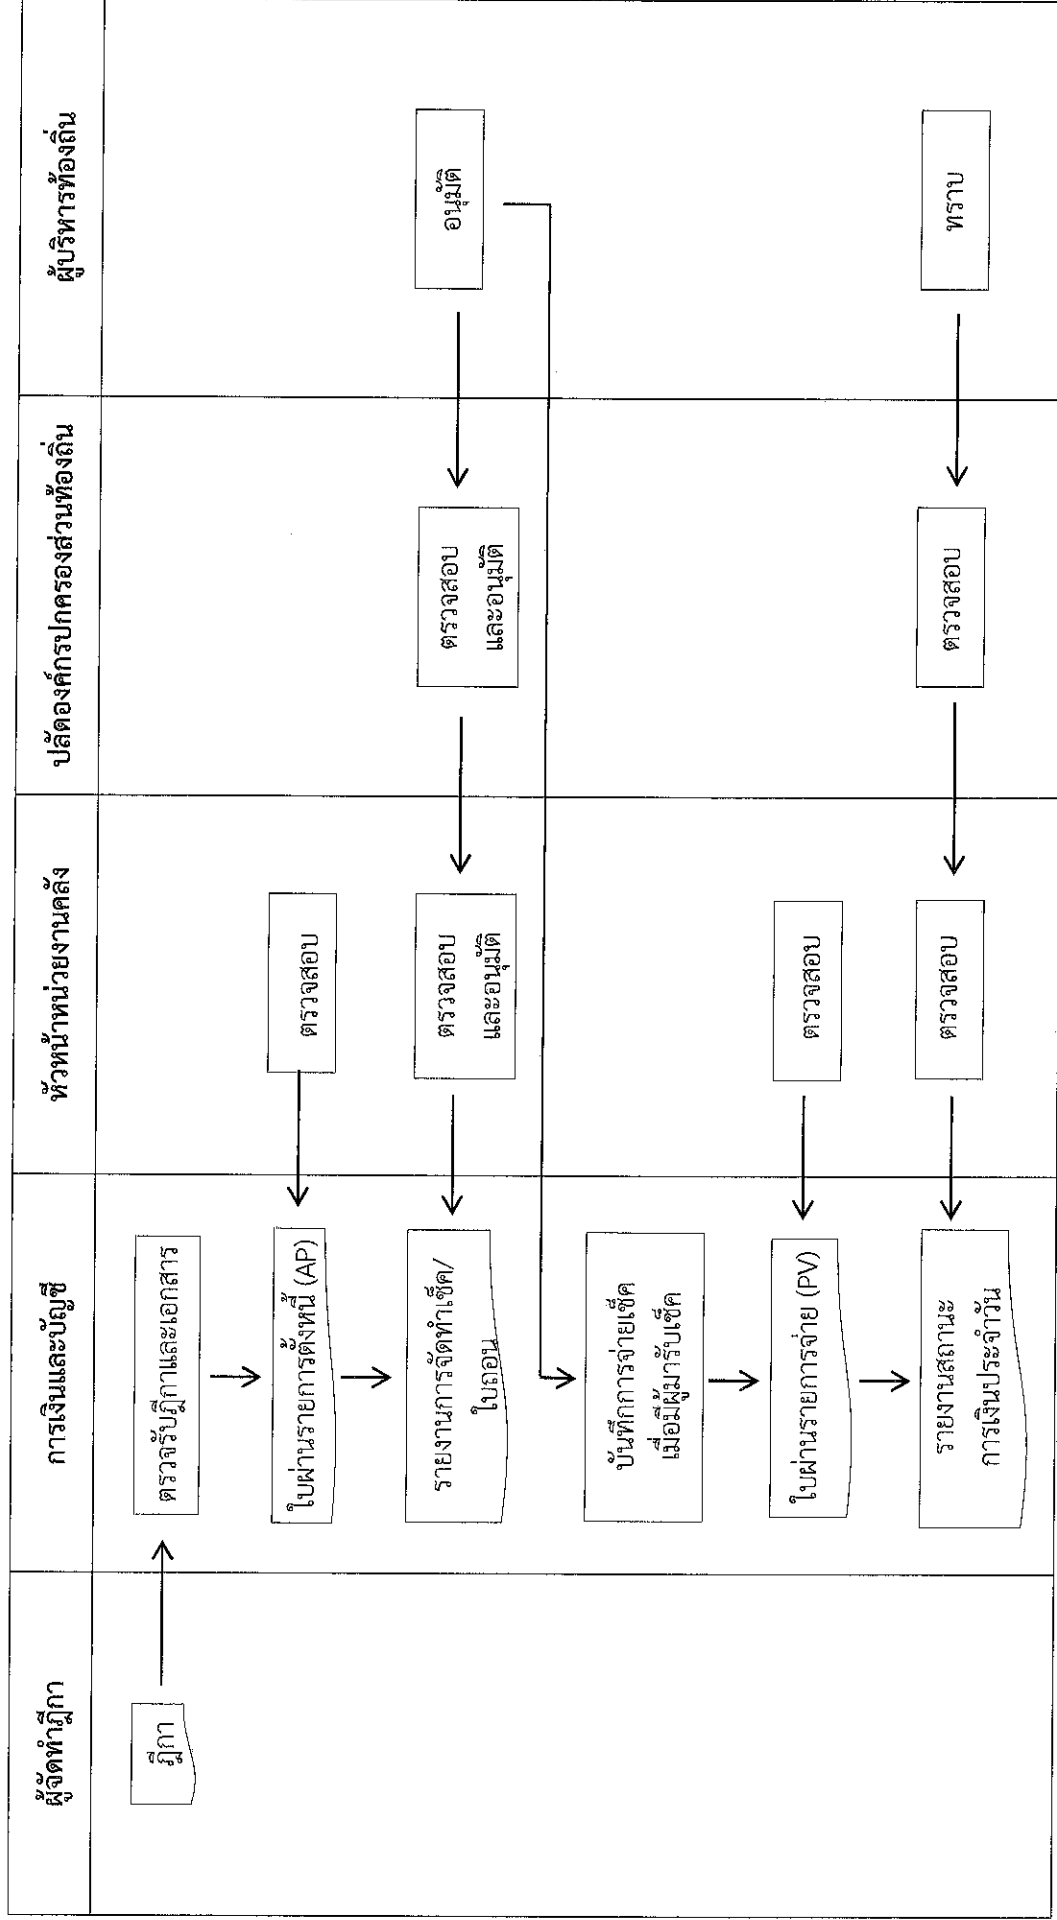 ผู้จัดทำฎีกา
การเงินและบัญชี
หัวหน้าหน่วยงานคลัง
ปลัดองค์กรปกครองส่วนท้องถิ่น
ผู้บริหารท้องถิ่น
ฎีกา
ตรวจรับฎีกาและเอกสาร
ใบผ่านรายการตั้งหนี้ (AP)
ตรวจสอบ
รายงานการจัดทำเช็ค/
ใบถอน
ตรวจสอบ
และอนุมัติ
ตรวจสอบ
และอนุมัติ
อนุมัติ
บันทึกการจ่ายเช็ค
เมื่อมีผู้มารับเช็ค
ใบผ่านรายการจ่าย (PV)
ตรวจสอบ
รายงานสถานะ
การเงินประจำวัน
ตรวจสอบ
ตรวจสอบ
ทราบ